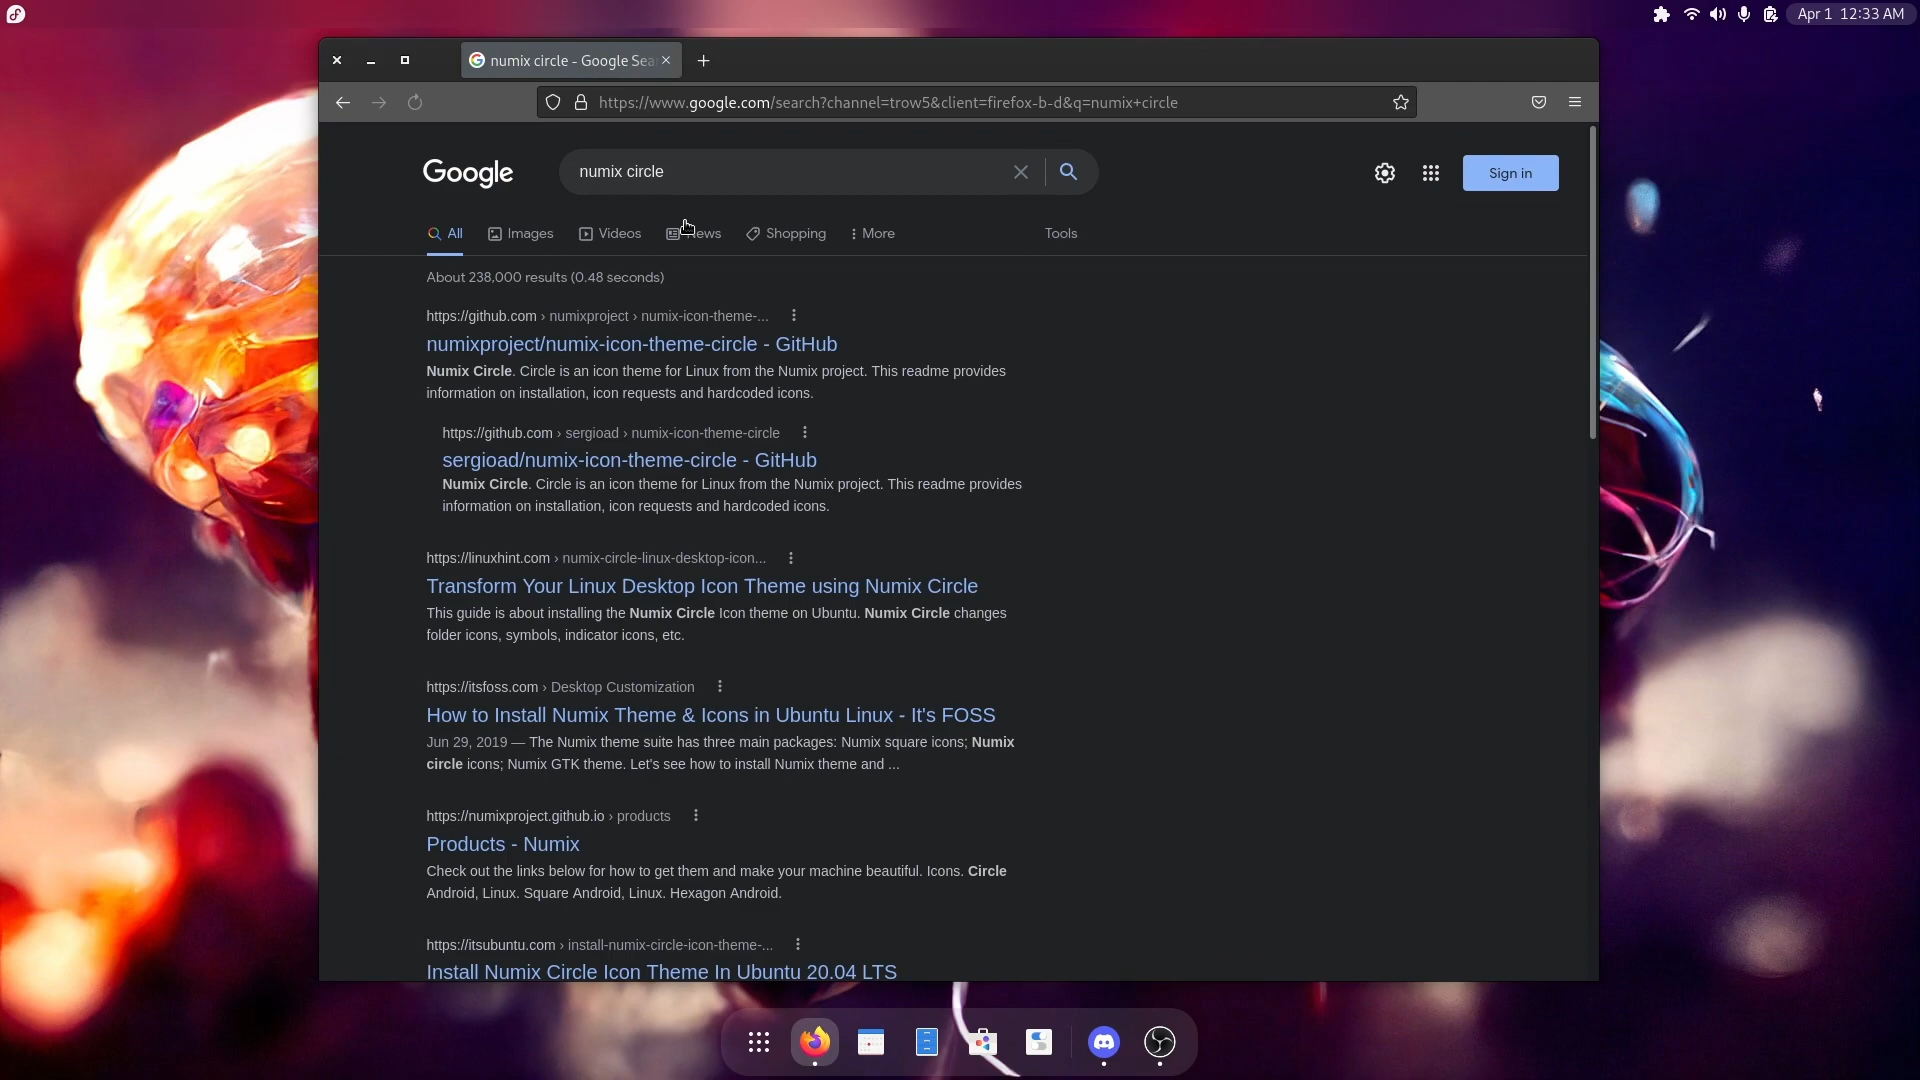 Apr 1 12:33 AM
numix circle - Google Sea
https://www.google.com/search?channel=trow5&client=firefox-b-d&q=numix+circle
Google
numix circle
Sign in
All Images Videos News Shopping More Tools
About 238,000 results (0.48 seconds)
https://github.com › numixproject › numix-icon-theme-...
numixproject/numix-icon-theme-circle - GitHub
Numix Circle. Circle is an icon theme for Linux from the Numix project. This readme provides
information on installation, icon requests and hardcoded icons.
https://github.com › sergioad › numix-icon-theme-circle
sergioad/numix-icon-theme-circle - GitHub
Numix Circle. Circle is an icon theme for Linux from the Numix project. This readme provides
information on installation, icon requests and hardcoded icons.
https://linuxhint.com › numix-circle-linux-desktop-icon...
Transform Your Linux Desktop Icon Theme using Numix Circle
This guide is about installing the Numix Circle Icon theme on Ubuntu. Numix Circle changes
folder icons, symbols, indicator icons, etc.
https://itsfoss.com › Desktop Customization
How to Install Numix Theme & Icons in Ubuntu Linux - It's FOSS
Jun 29, 2019 — The Numix theme suite has three main packages: Numix square icons; Numix
circle icons; Numix GTK theme. Let's see how to install Numix theme and ...
https://numixproject.github.io › products
Products - Numix
Check out the links below for how to get them and make your machine beautiful. Icons. Circle
Android, Linux. Square Android, Linux. Hexagon Android.
https://itsubuntu.com › install-numix-circle-icon-theme-...
Install Numix Circle Icon Theme In Ubuntu 20.04 LTS